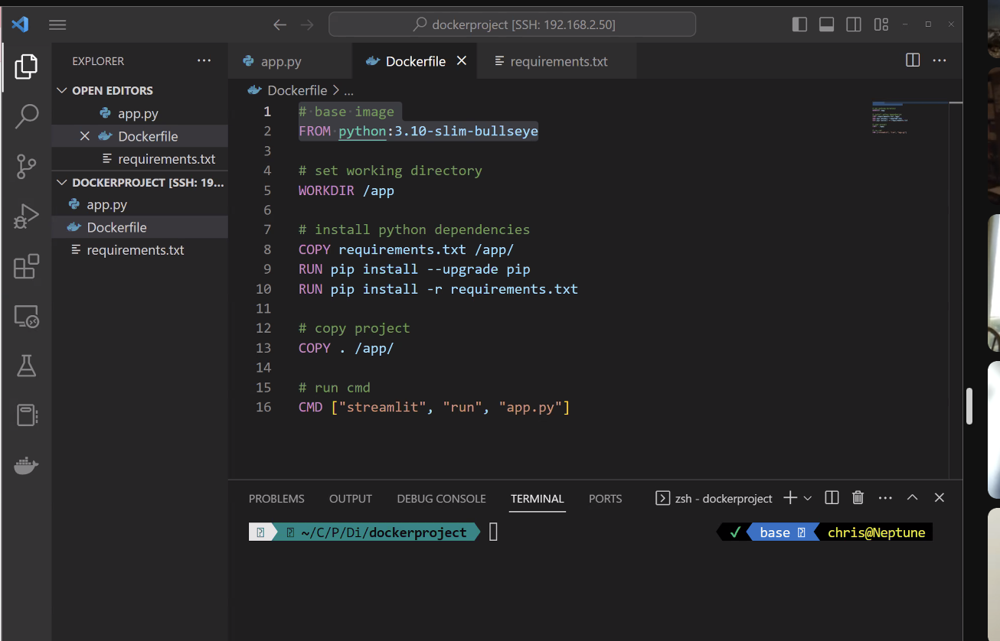 dockerproject [SSH: 192.168.2.50]
EXPLORER
OPEN EDITORS
app.py
Dockerfile
requirements.txt
DOCKERPROJECT [SSH: 19...
app.py
Dockerfile
requirements.txt
app.py
Dockerfile
requirements.txt
Dockerfile > ...
1 # base image
2 FROM python:3.10-slim-bullseye
3
4 # set working directory
5 WORKDIR /app
6
7 # install python dependencies
8 COPY requirements.txt /app/
9 RUN pip install --upgrade pip
10 RUN pip install -r requirements.txt
11
12 # copy project
13 COPY . /app/
14
15 # run cmd
16 CMD ["streamlit", "run", "app.py"]
PROBLEMS OUTPUT DEBUG CONSOLE TERMINAL PORTS zsh - dockerproject
~/C/P/Di/dockerproject ✓ base chris@Neptune